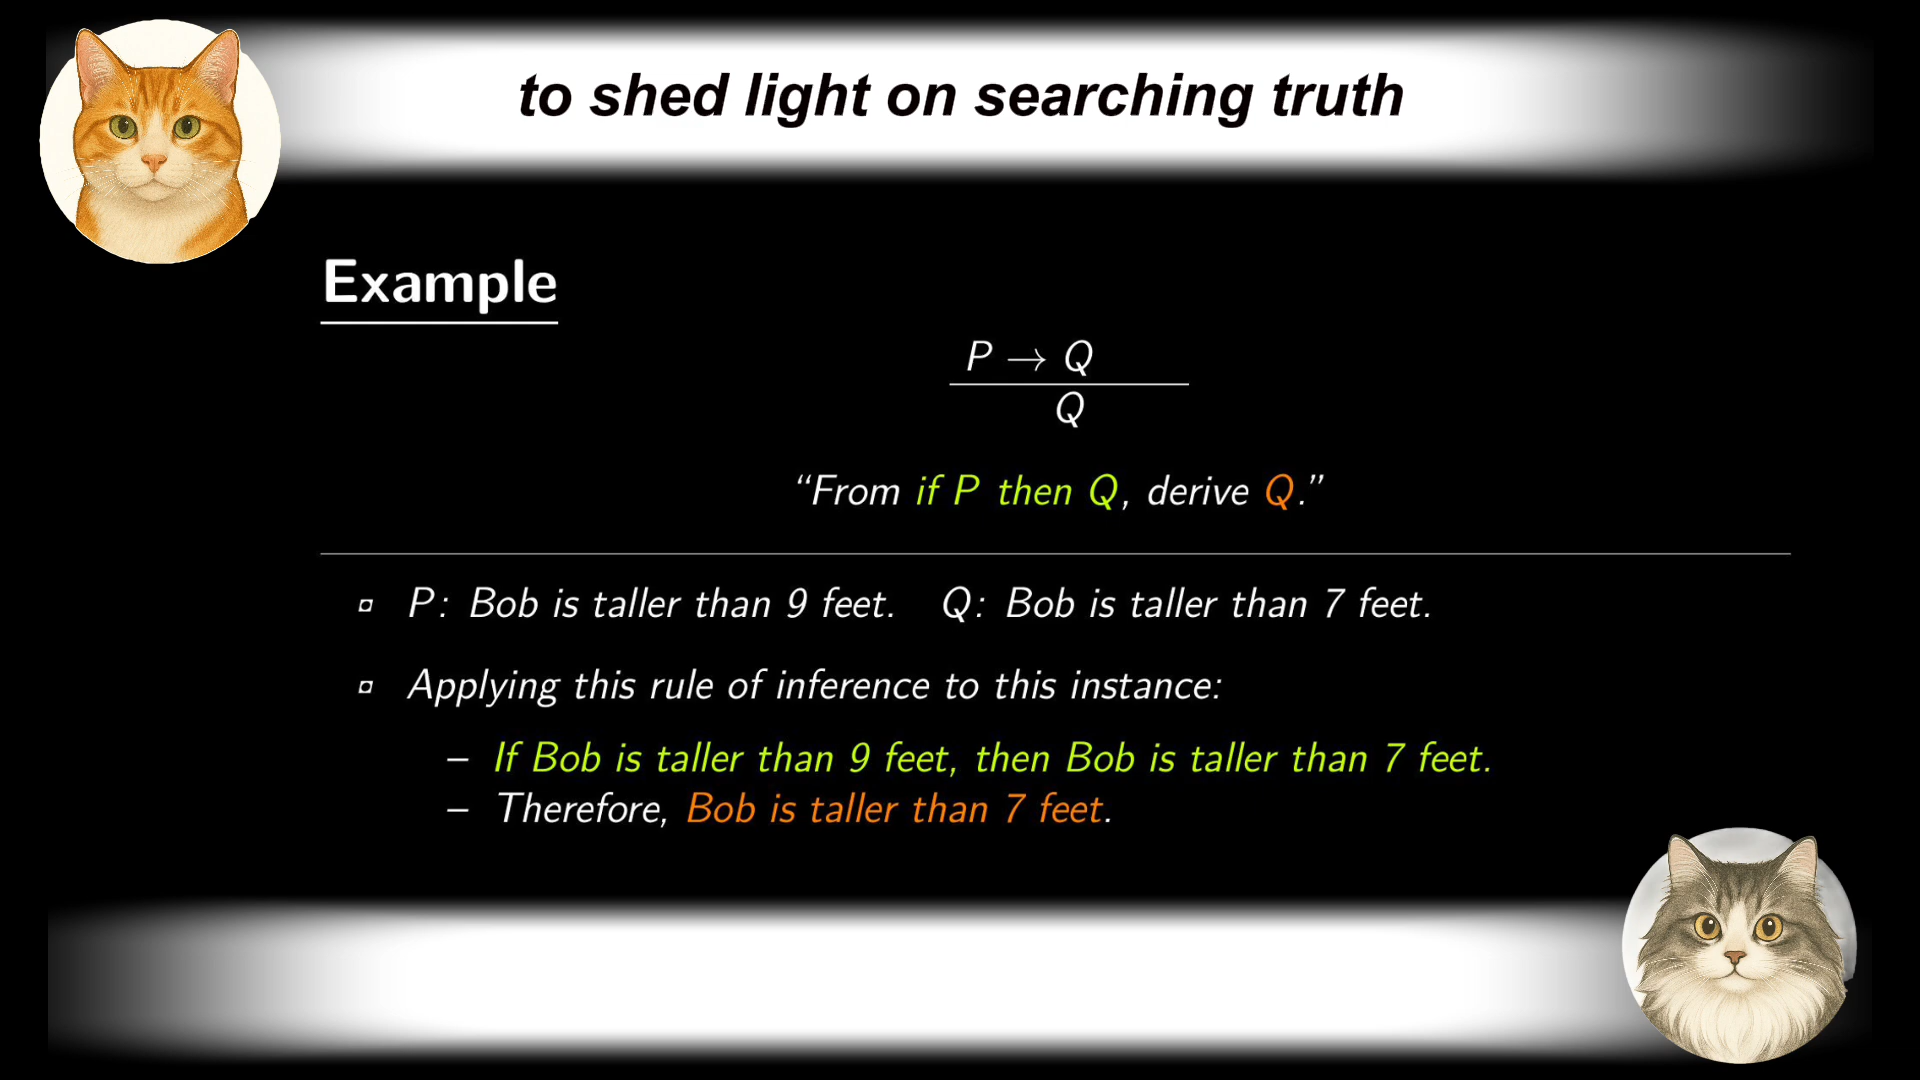 to shed light on searching truth
Example
P → Q
Q
“From if P then Q, derive Q.”
▫ P: Bob is taller than 9 feet. Q: Bob is taller than 7 feet.
▫ Applying this rule of inference to this instance:
– If Bob is taller than 9 feet, then Bob is taller than 7 feet.
– Therefore, Bob is taller than 7 feet.